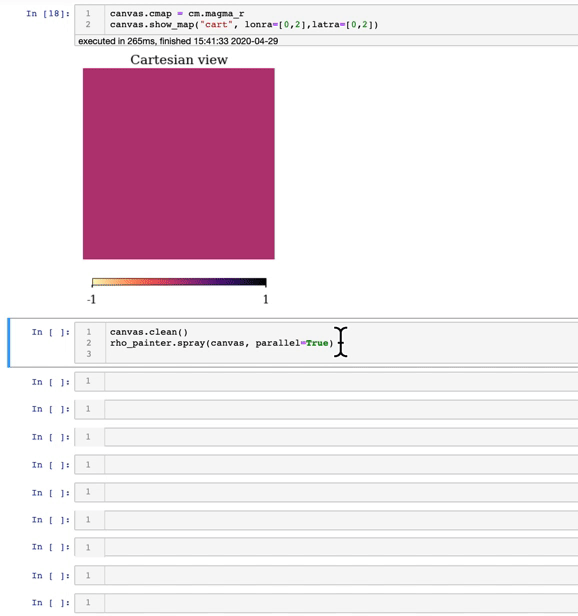 In [18]:
1 canvas.cmap = cm.magma_r
2 canvas.show_map("cart", lonra=[0,2],latra=[0,2])
executed in 265ms, finished 15:41:33 2020-04-29
Cartesian view
-1 1
In [ ]:
1 canvas.clean()
2 rho_painter.spray(canvas, parallel=True)
3
In [ ]: 1
In [ ]: 1
In [ ]: 1
In [ ]: 1
In [ ]: 1
In [ ]: 1
In [ ]: 1
In [ ]: 1
In [ ]: 1